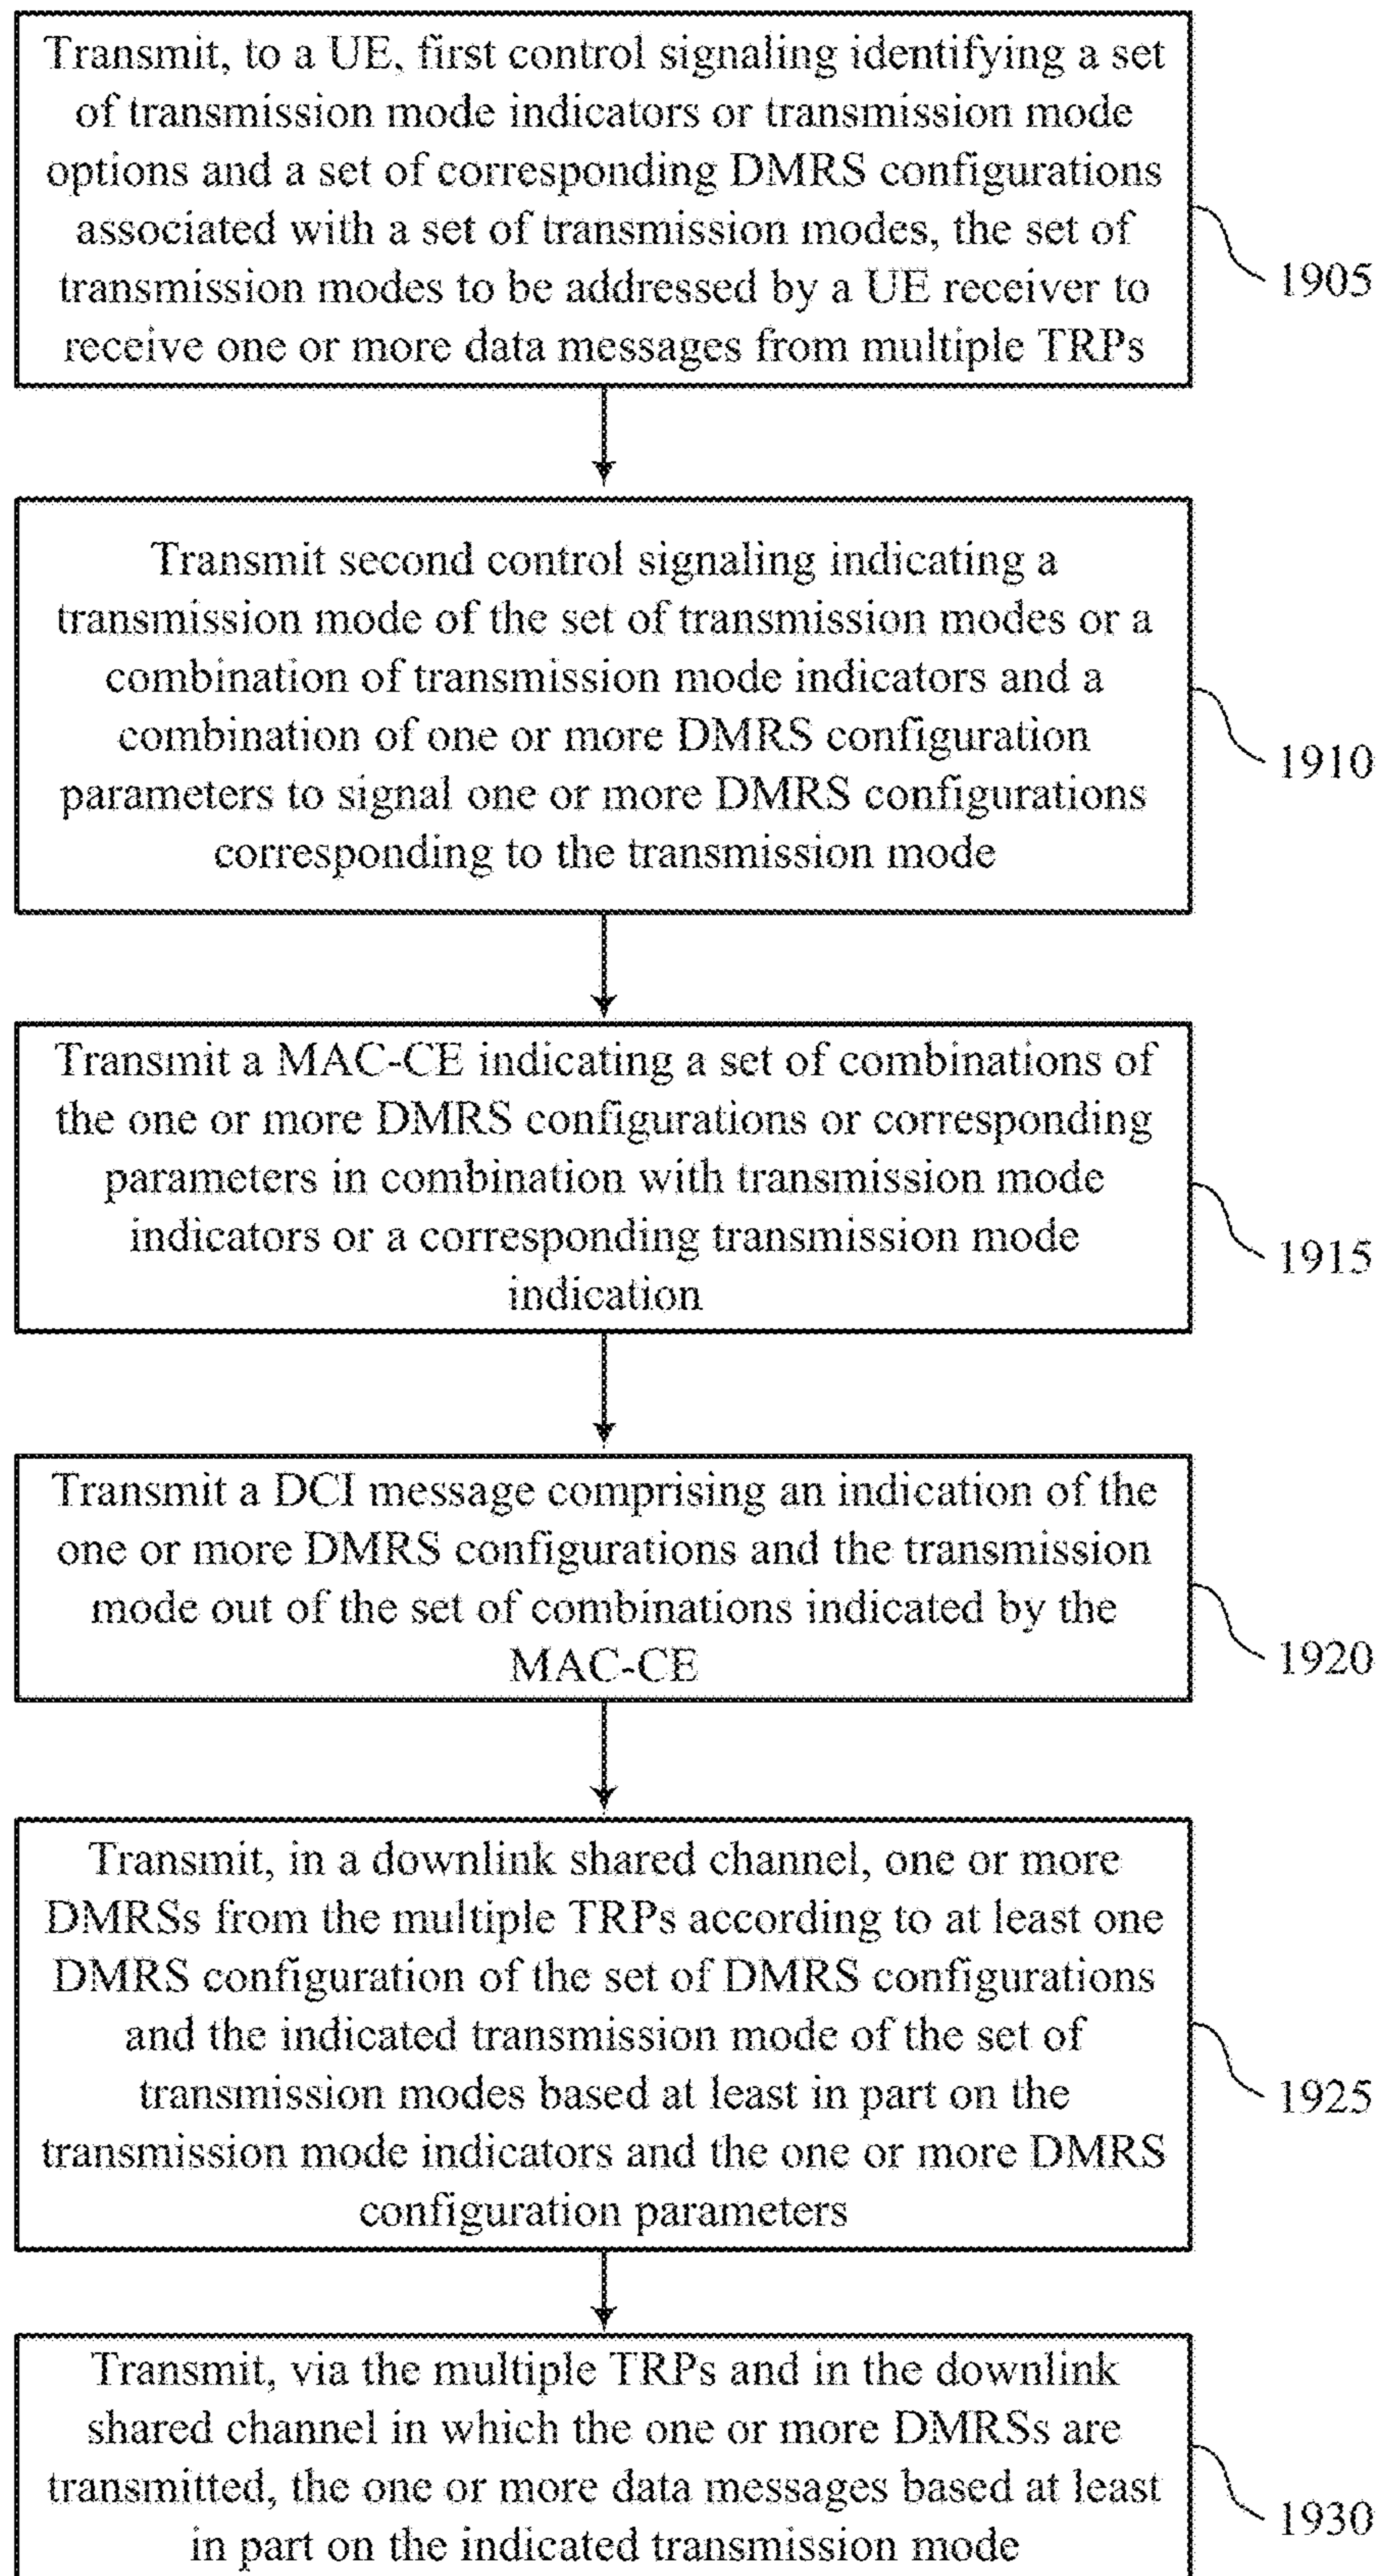 Transmit, to a UE, first control signaling identifying a set
of transmission mode indicators or transmission mode
options and a set of corresponding DMRS configurations
associated with a set of transmission modes, the set of
transmission modes to be addressed by a UE receiver to
receive one or more data messages from multiple TRPs
1905
Transmit second control signaling indicating a
transmission mode of the set of transmission modes or a
combination of transmission mode indicators and a
combination of one or more DMRS configuration
parameters to signal one or more DMRS configurations
corresponding to the transmission mode
1910
Transmit a MAC-CE indicating a set of combinations of
the one or more DMRS configurations or corresponding
parameters in combination with transmission mode
indicators or a corresponding transmission mode
indication
1915
Transmit a DCI message comprising an indication of the
one or more DMRS configurations and the transmission
mode out of the set of combinations indicated by the
MAC-CE
1920
Transmit, in a downlink shared channel, one or more
DMRSs from the multiple TRPs according to at least one
DMRS configuration of the set of DMRS configurations
and the indicated transmission mode of the set of
transmission modes based at least in part on the
transmission mode indicators and the one or more DMRS
configuration parameters
1925
Transmit, via the multiple TRPs and in the downlink
shared channel in which the one or more DMRSs are
transmitted, the one or more data messages based at least
in part on the indicated transmission mode
1930